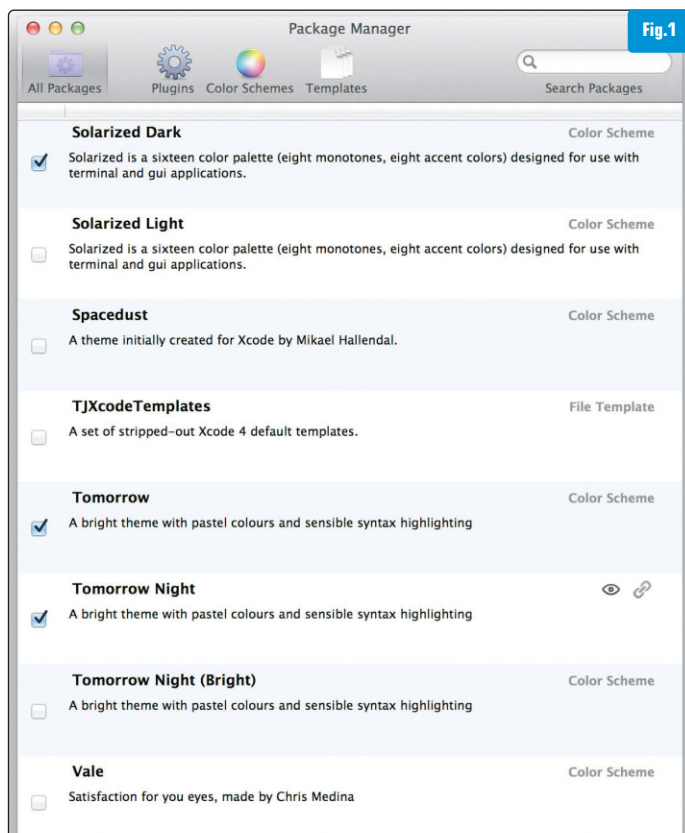 Package Manager
Fig.1
All Packages
Plugins
Color Schemes
Templates
Search Packages
Solarized Dark
Color Scheme
Solarized is a sixteen color palette (eight monotones, eight accent colors) designed for use with
terminal and gui applications.
Solarized Light
Color Scheme
Solarized is a sixteen color palette (eight monotones, eight accent colors) designed for use with
terminal and gui applications.
Spacedust
Color Scheme
A theme initially created for Xcode by Mikael Hallendal.
TJXcodeTemplates
File Template
A set of stripped-out Xcode 4 default templates.
Tomorrow
Color Scheme
A bright theme with pastel colours and sensible syntax highlighting
Tomorrow Night
A bright theme with pastel colours and sensible syntax highlighting
Tomorrow Night (Bright)
Color Scheme
A bright theme with pastel colours and sensible syntax highlighting
Vale
Color Scheme
Satisfaction for you eyes, made by Chris Medina